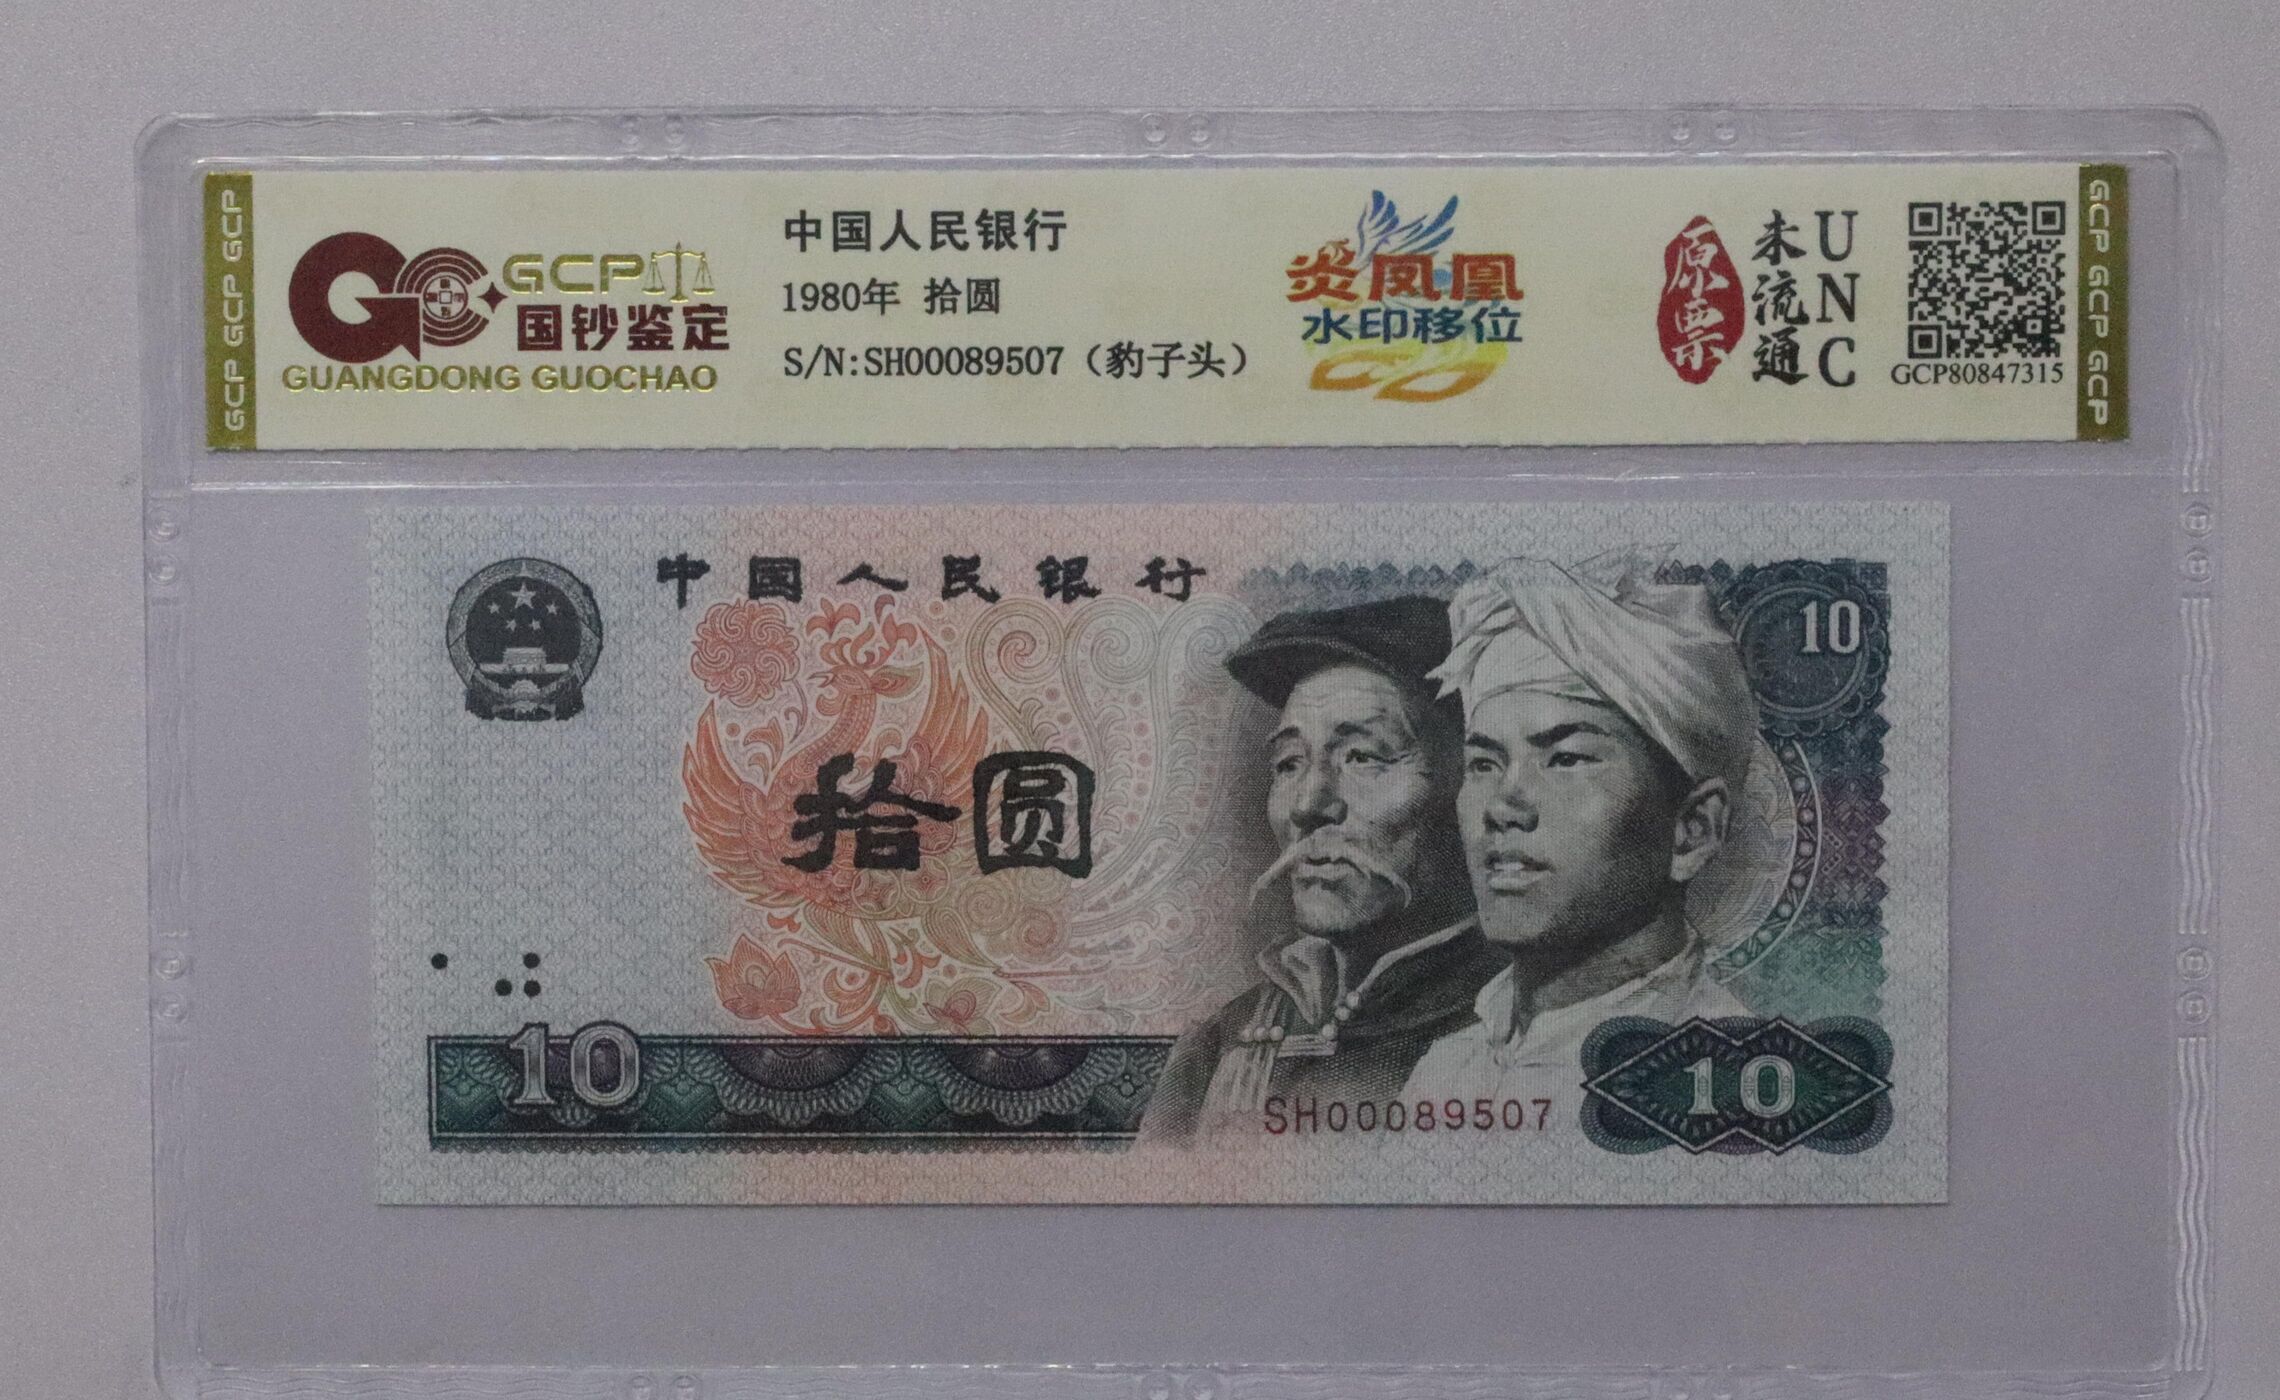 GCP GCP GCP
GCP
国钞鉴定
GUANGDONG GUOCHAO
中国人民银行
1980年 拾圆
S/N:SH00089507（豹子头）
炎凤凰
水印移位
原票
未流通
UNC
GCP80847315
GCP GCP GCP
中国人民银行
10
拾圆
10
SH00089507
10